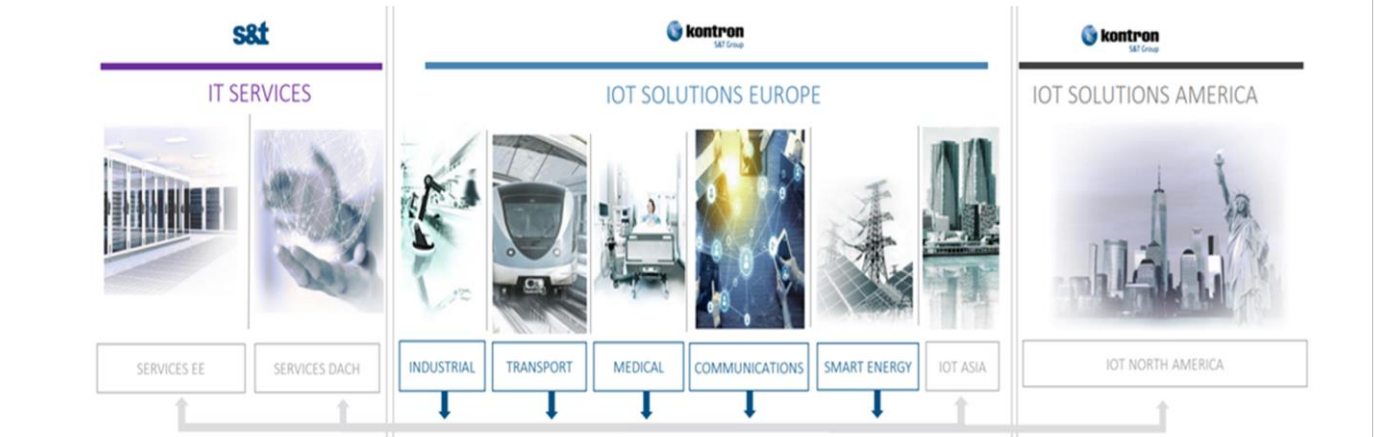 s&t
kontron
S&T Group
kontron
S&T Group
IT SERVICES
IOT SOLUTIONS EUROPE
IOT SOLUTIONS AMERICA
SERVICES EE
SERVICES DACH
INDUSTRIAL
TRANSPORT
MEDICAL
COMMUNICATIONS
SMART ENERGY
IOT ASIA
IOT NORTH AMERICA